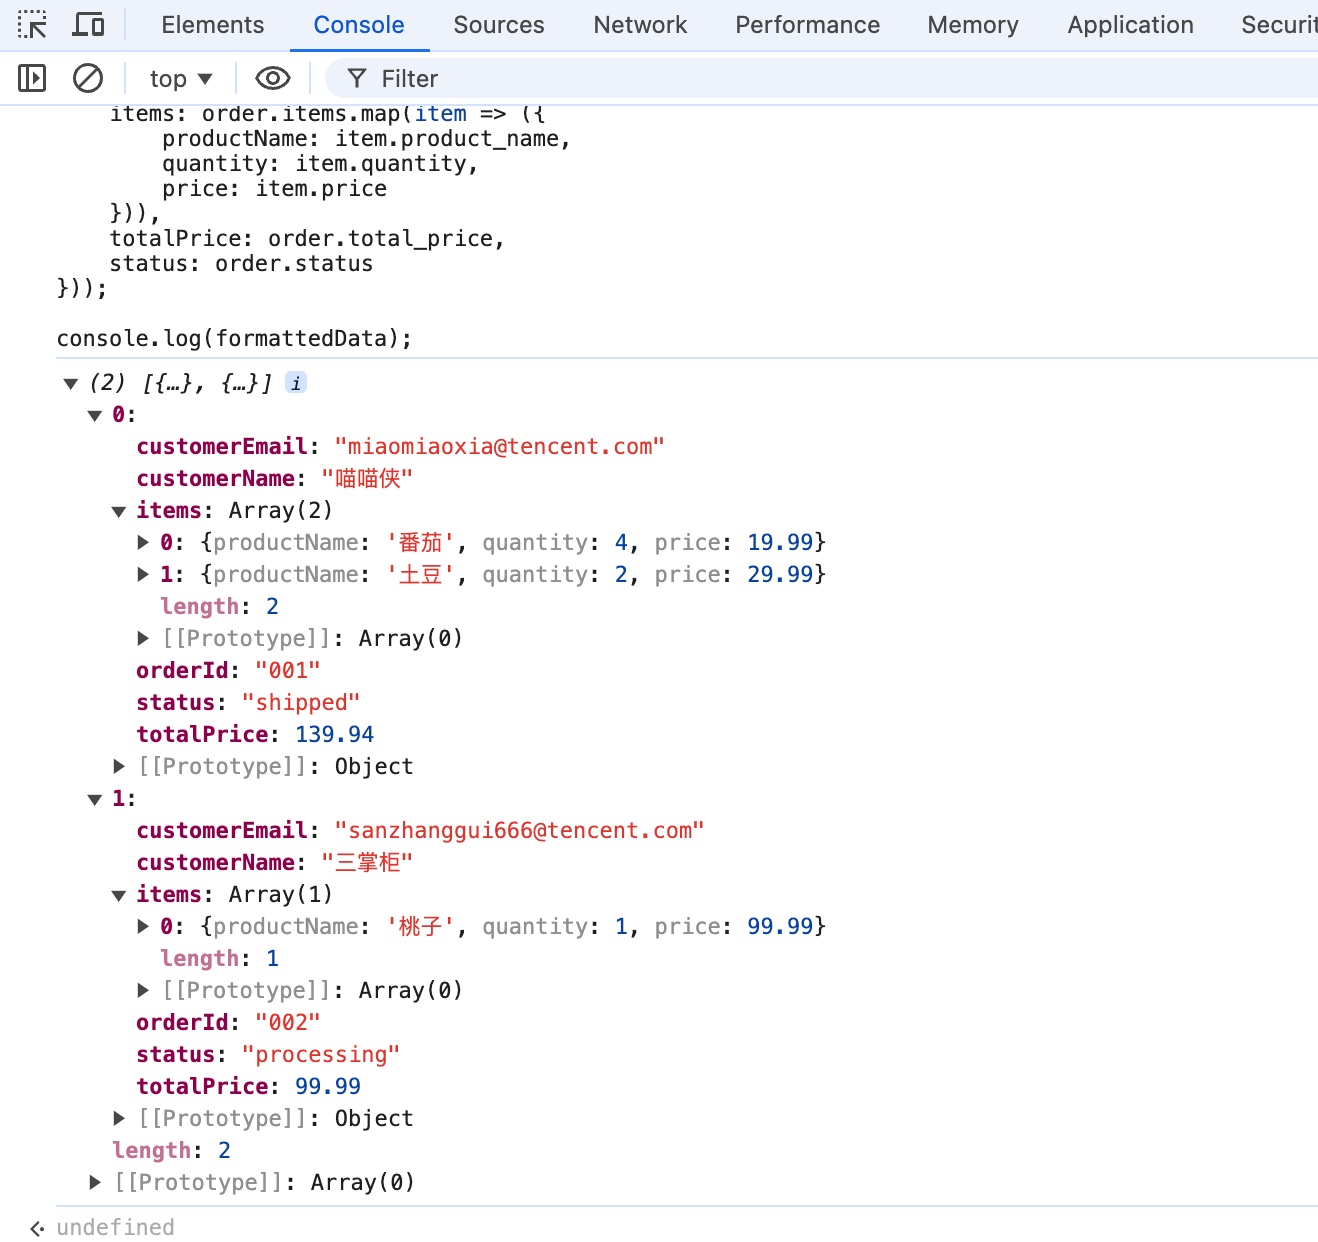 Elements Console Sources Network Performance Memory Application Securit
top Filter
items: order.items.map(item => ({
productName: item.product_name,
quantity: item.quantity,
price: item.price
})),
totalPrice: order.total_price,
status: order.status
}));
console.log(formattedData);
(2) [{…}, {…}] i
0:
customerEmail: "miaomiaoxia@tencent.com"
customerName: "喵喵侠"
items: Array(2)
0: {productName: '番茄', quantity: 4, price: 19.99}
1: {productName: '土豆', quantity: 2, price: 29.99}
length: 2
[[Prototype]]: Array(0)
orderId: "001"
status: "shipped"
totalPrice: 139.94
[[Prototype]]: Object
1:
customerEmail: "sanzhanggui666@tencent.com"
customerName: "三掌柜"
items: Array(1)
0: {productName: '桃子', quantity: 1, price: 99.99}
length: 1
[[Prototype]]: Array(0)
orderId: "002"
status: "processing"
totalPrice: 99.99
[[Prototype]]: Object
length: 2
[[Prototype]]: Array(0)
undefined